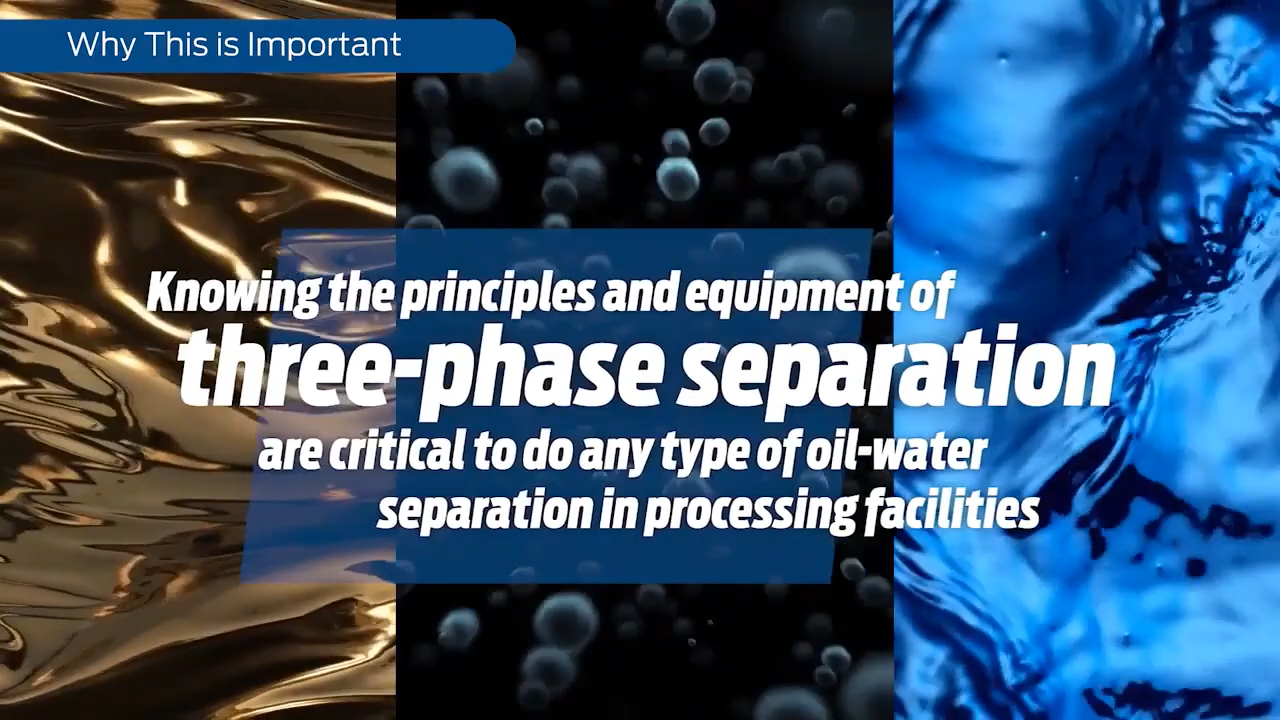 Why This is Important
Knowing the principles and equipment of
three-phase separation
are critical to do any type of oil-water
separation in processing facilities